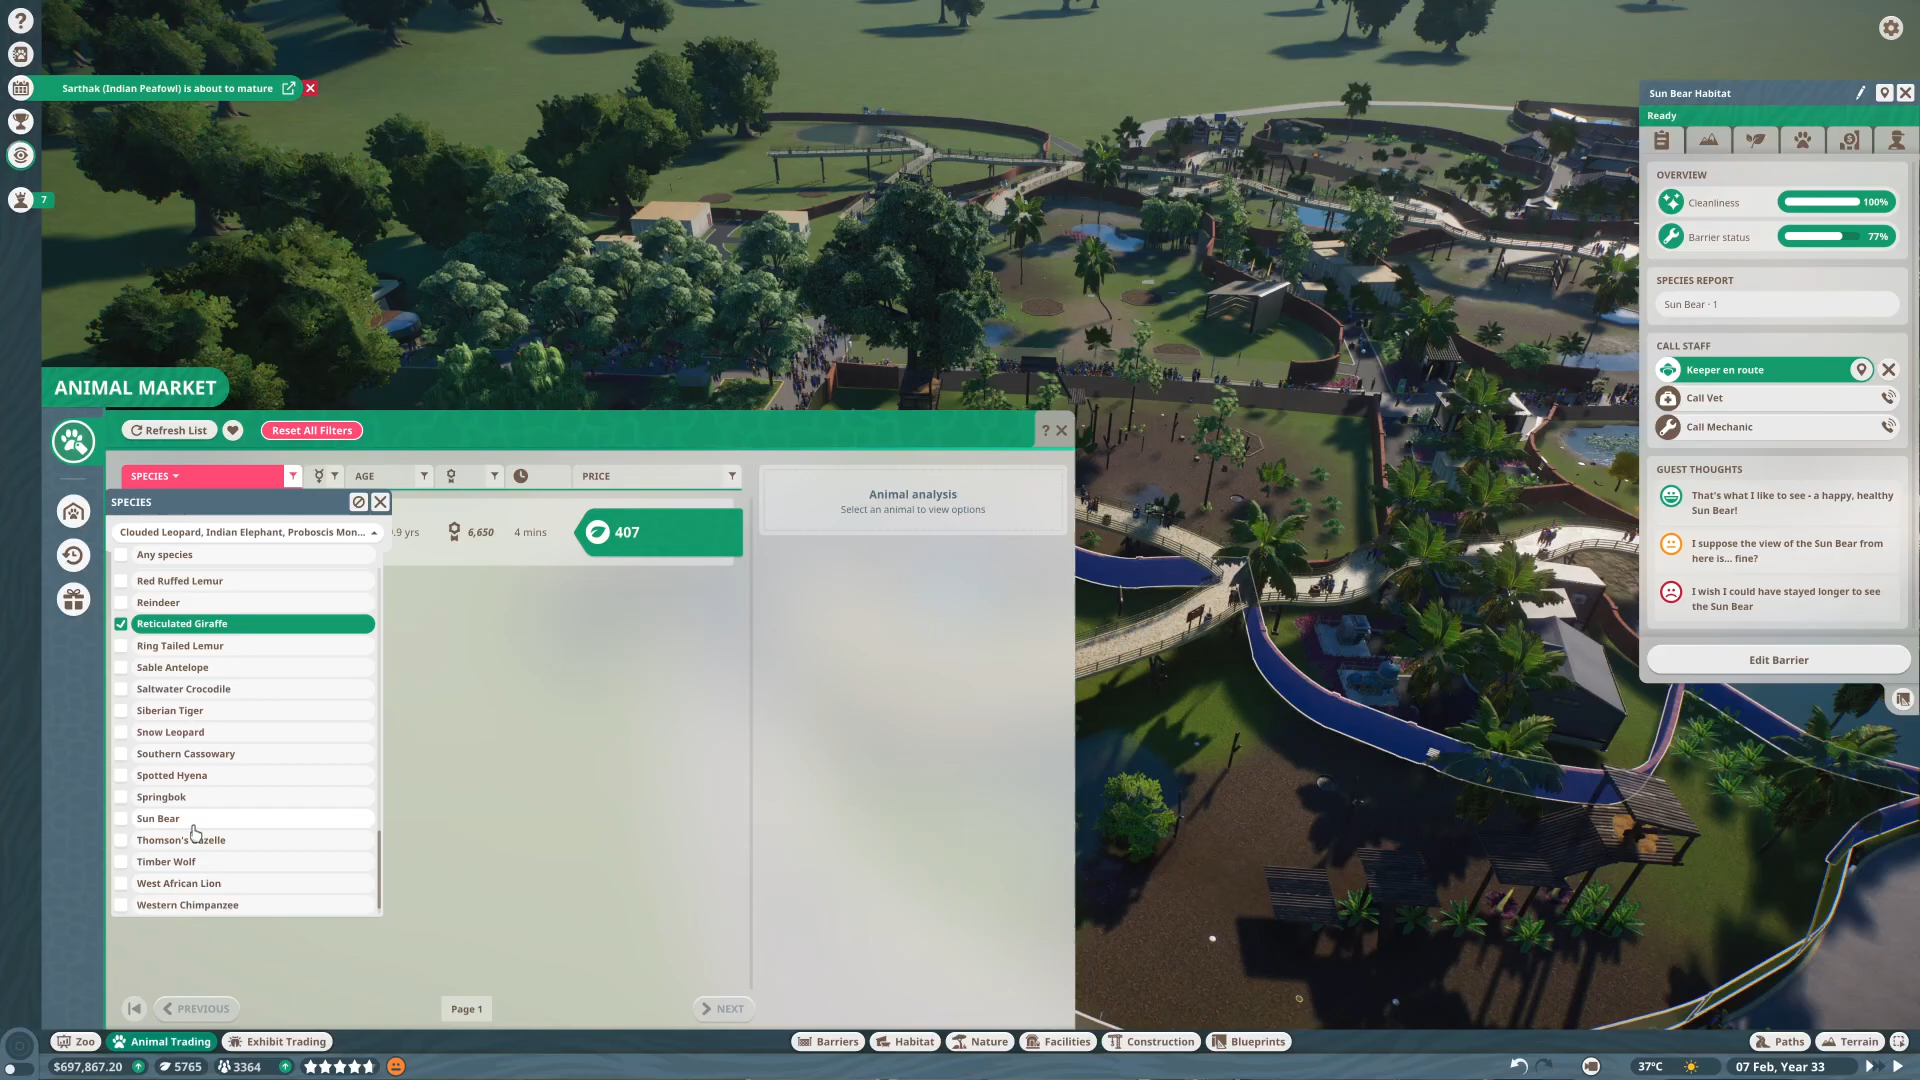 Sarthak (Indian Peafowl) is about to mature
7
ANIMAL MARKET
Refresh List
Reset All Filters
?
SPECIES
AGE
PRICE
SPECIES
Clouded Leopard, Indian Elephant, Proboscis Mon...
.9 yrs
6,650
4 mins
407
Any species
Red Ruffed Lemur
Reindeer
Reticulated Giraffe
Ring Tailed Lemur
Sable Antelope
Saltwater Crocodile
Siberian Tiger
Snow Leopard
Southern Cassowary
Spotted Hyena
Springbok
Sun Bear
Thomson's Gazelle
Timber Wolf
West African Lion
Western Chimpanzee
Animal analysis
Select an animal to view options
PREVIOUS
Page 1
NEXT
Sun Bear Habitat
Ready
OVERVIEW
Cleanliness
100%
Barrier status
77%
SPECIES REPORT
Sun Bear · 1
CALL STAFF
Keeper en route
Call Vet
Call Mechanic
GUEST THOUGHTS
That's what I like to see - a happy, healthy
Sun Bear!
I suppose the view of the Sun Bear from
here is... fine?
I wish I could have stayed longer to see
the Sun Bear
Edit Barrier
Zoo
Animal Trading
Exhibit Trading
Barriers
Habitat
Nature
Facilities
Construction
Blueprints
Paths
Terrain
$697,867.20
5765
3364
37°C
07 Feb, Year 33